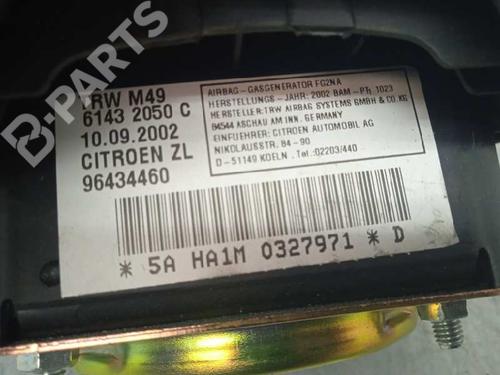 B-PARTS
TRW M49
6143 2050 C
10.09.2002
CITROEN ZL
96434460
AIRBAG - GASGENERATOR FG2NA
HERSTELLUNGS - JAHR: 2002 BAM - PTI 1023
HERSTELLER: TRW AIRBAG SYSTEMS GMBH & CO. KG
84544 ASCHAU AM INN. GERMANY
EINFUEHRER: CITROEN AUTOMOBIL AG
NIKOLAUSSTR. 84 - 90
D - 51149 KOELN . Tel.:02203/440
* 5A HA1M 0327971 * D